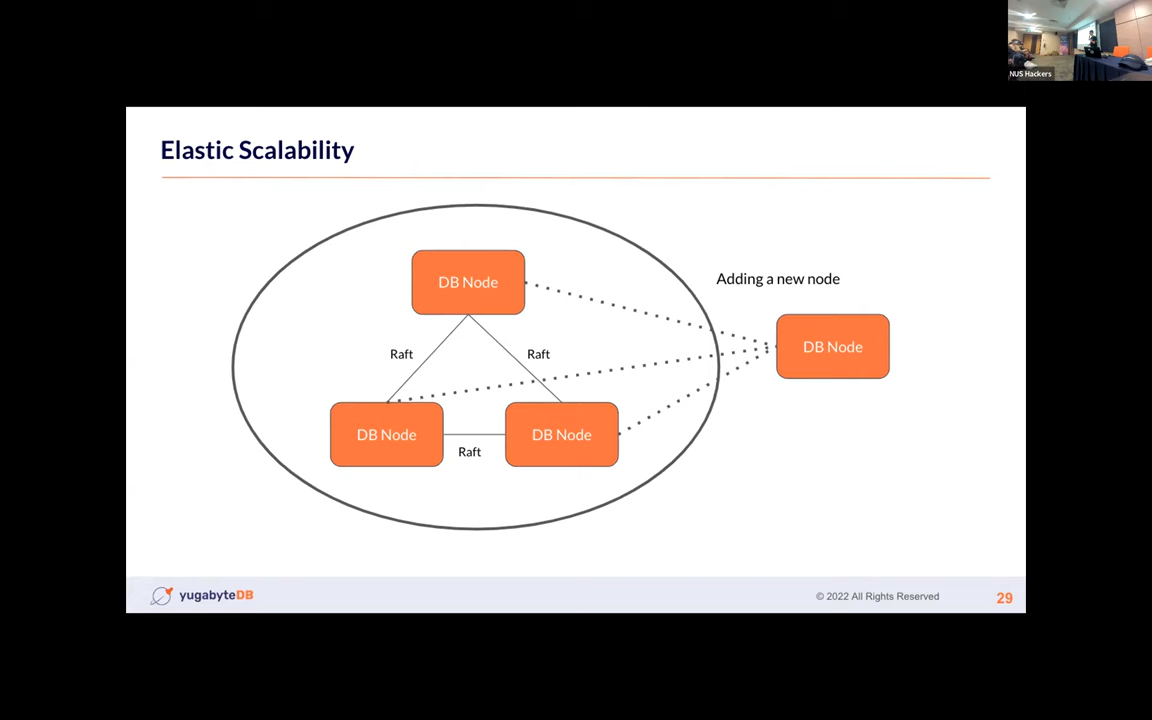 NUS Hackers
Elastic Scalability
DB Node
Adding a new node
DB Node
Raft
Raft
DB Node
DB Node
Raft
yugabyteDB
© 2022 All Rights Reserved
29